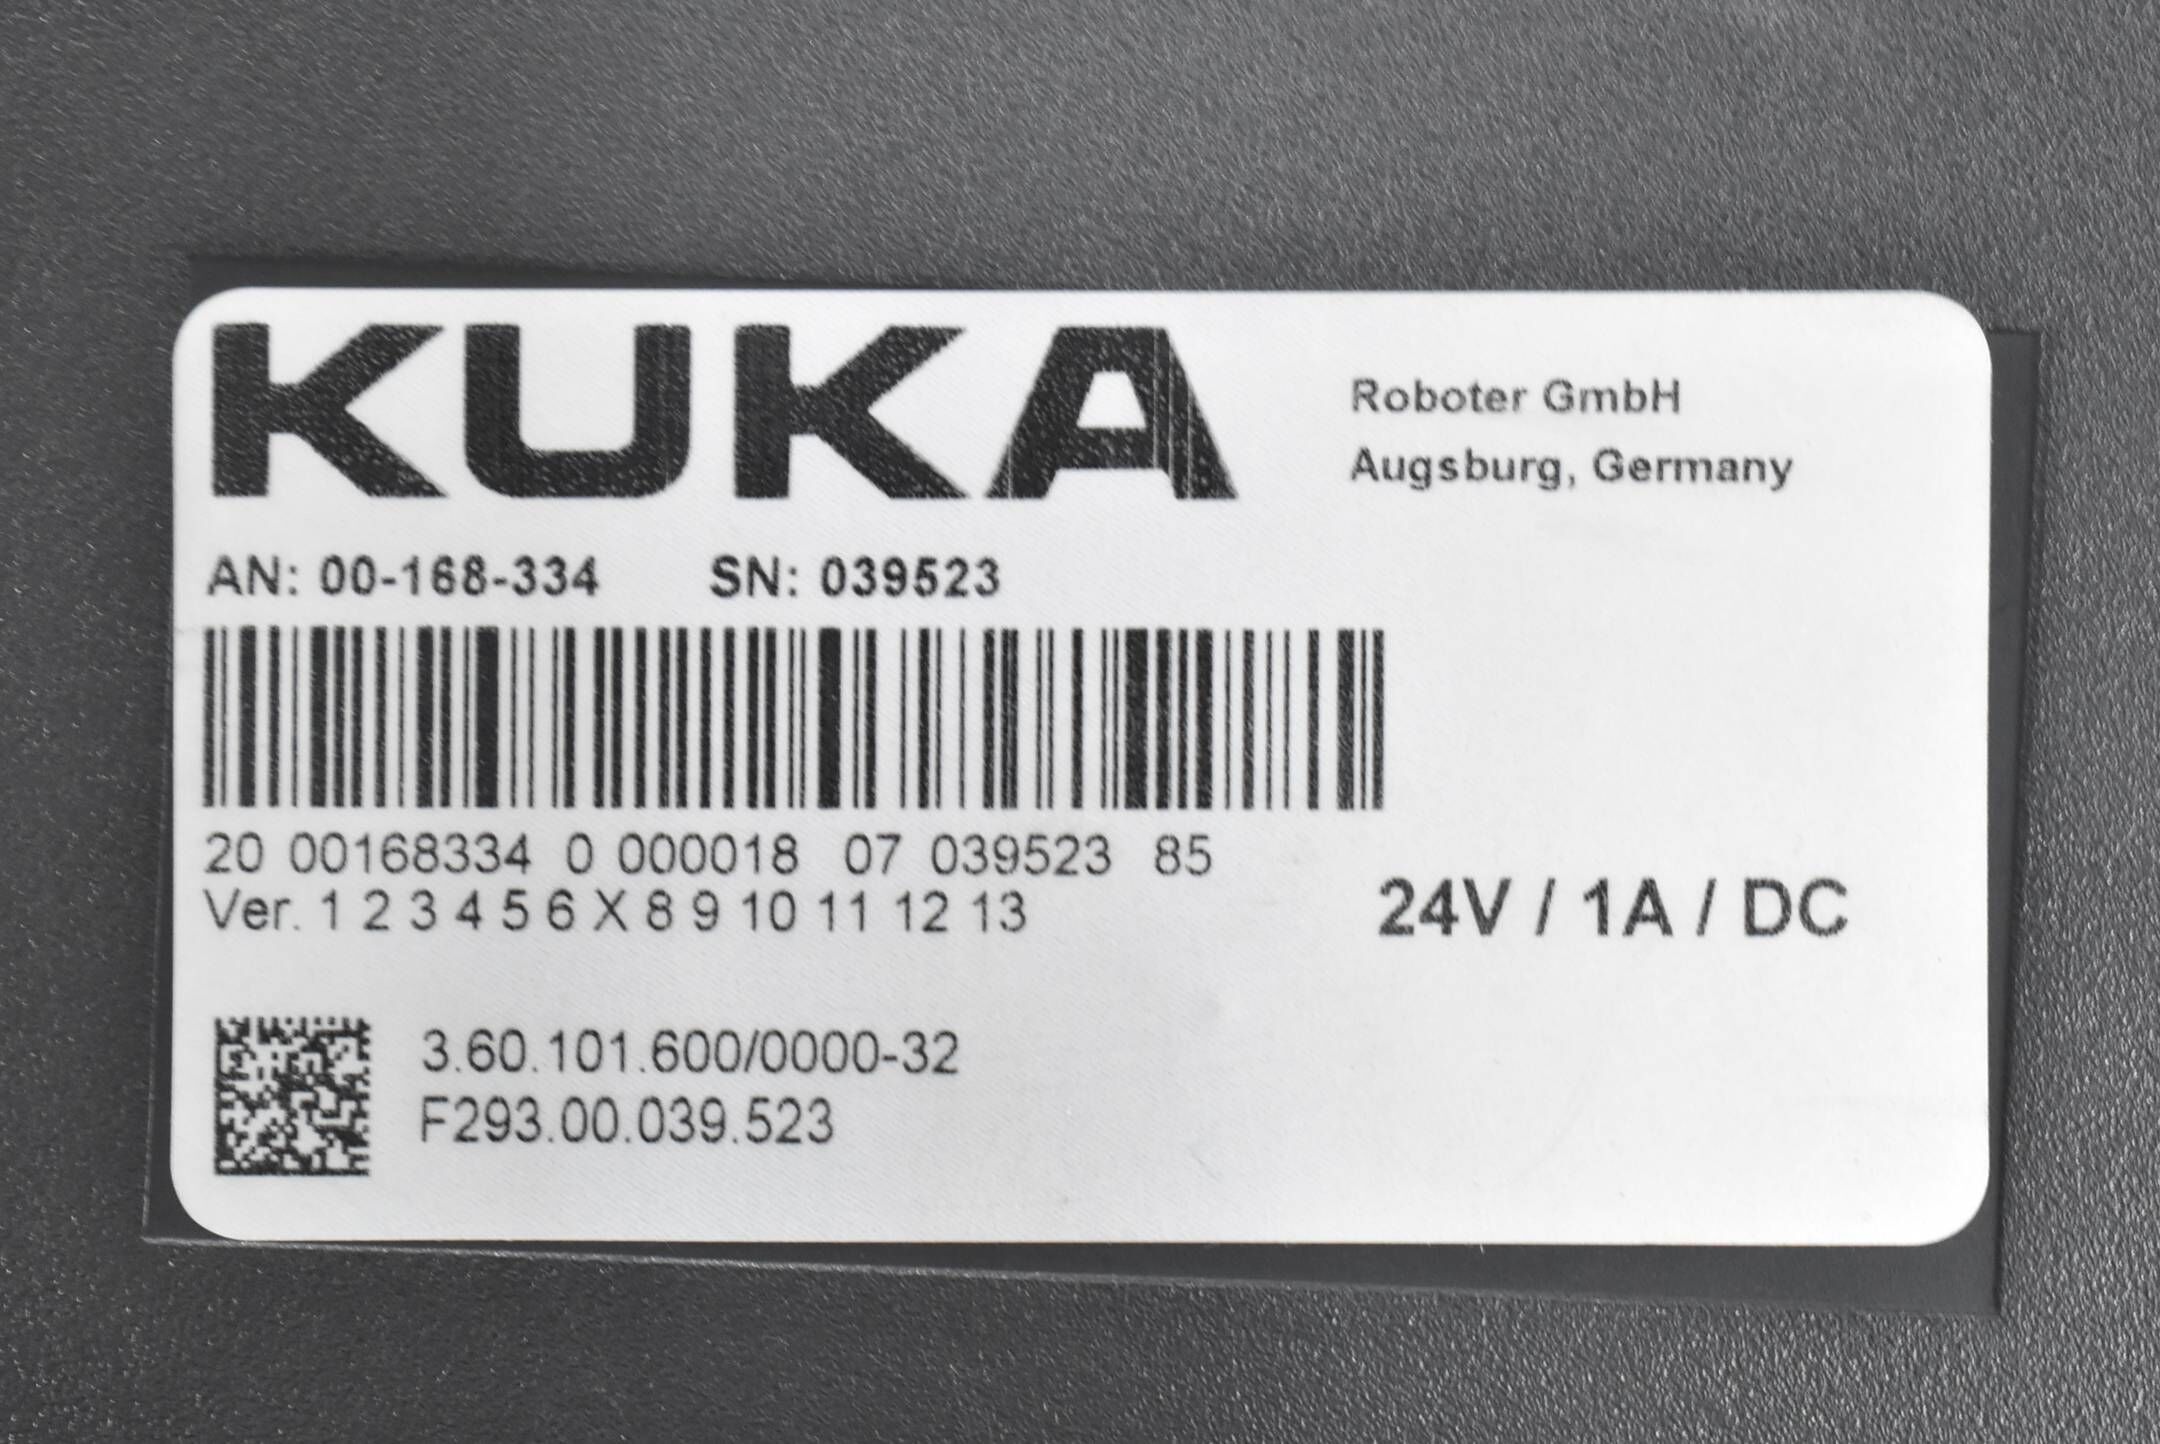 KUKA
Roboter GmbH
Augsburg, Germany
AN: 00-168-334 SN: 039523
20 00168334 0 000018 07 039523 85
Ver. 1 2 3 4 5 6 X 8 9 10 11 12 13
24V / 1A / DC
3.60.101.600/0000-32
F293.00.039.523